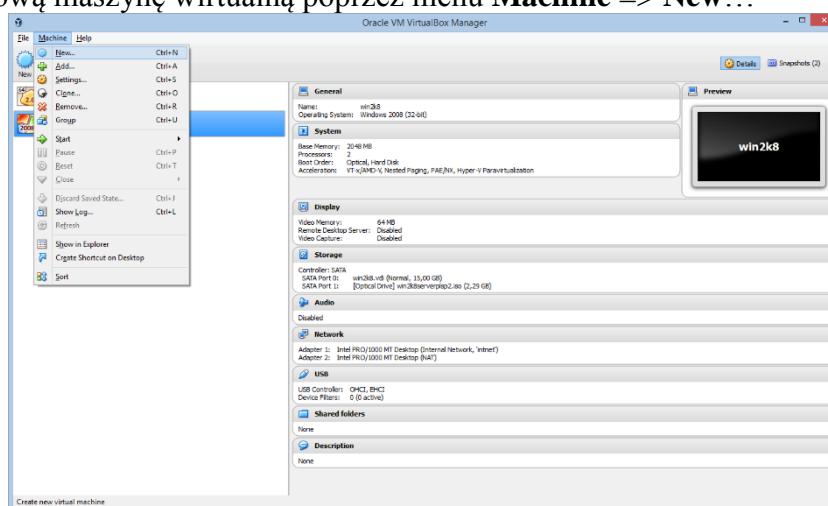 ową maszynę wirtualną poprzez menu Machine => New…
Oracle VM VirtualBox Manager
File Machine Help
New
New... Ctrl+N
Add... Ctrl+A
Settings... Ctrl+S
Clone... Ctrl+O
Remove... Ctrl+R
Group Ctrl+U
Start
Pause Ctrl+P
Reset Ctrl+T
Close
Discard Saved State... Ctrl+J
Show Log... Ctrl+L
Refresh
Show in Explorer
Create Shortcut on Desktop
Sort
Details Snapshots (2)
General
Name: win2k8
Operating System: Windows 2008 (32-bit)
System
Base Memory: 2048 MB
Processors: 2
Boot Order: Optical, Hard Disk
Acceleration: VT-x/AMD-V, Nested Paging, PAE/NX, Hyper-V Paravirtualization
Preview
win2k8
Display
Video Memory: 64 MB
Remote Desktop Server: Disabled
Video Capture: Disabled
Storage
Controller: SATA
SATA Port 0: win2k8.vdi (Normal, 15,00 GB)
SATA Port 1: [Optical Drive] win2k8serverplsp2.iso (2,29 GB)
Audio
Disabled
Network
Adapter 1: Intel PRO/1000 MT Desktop (Internal Network, 'intnet')
Adapter 2: Intel PRO/1000 MT Desktop (NAT)
USB
USB Controller: OHCI, EHCI
Device Filters: 0 (0 active)
Shared folders
None
Description
None
Create new virtual machine